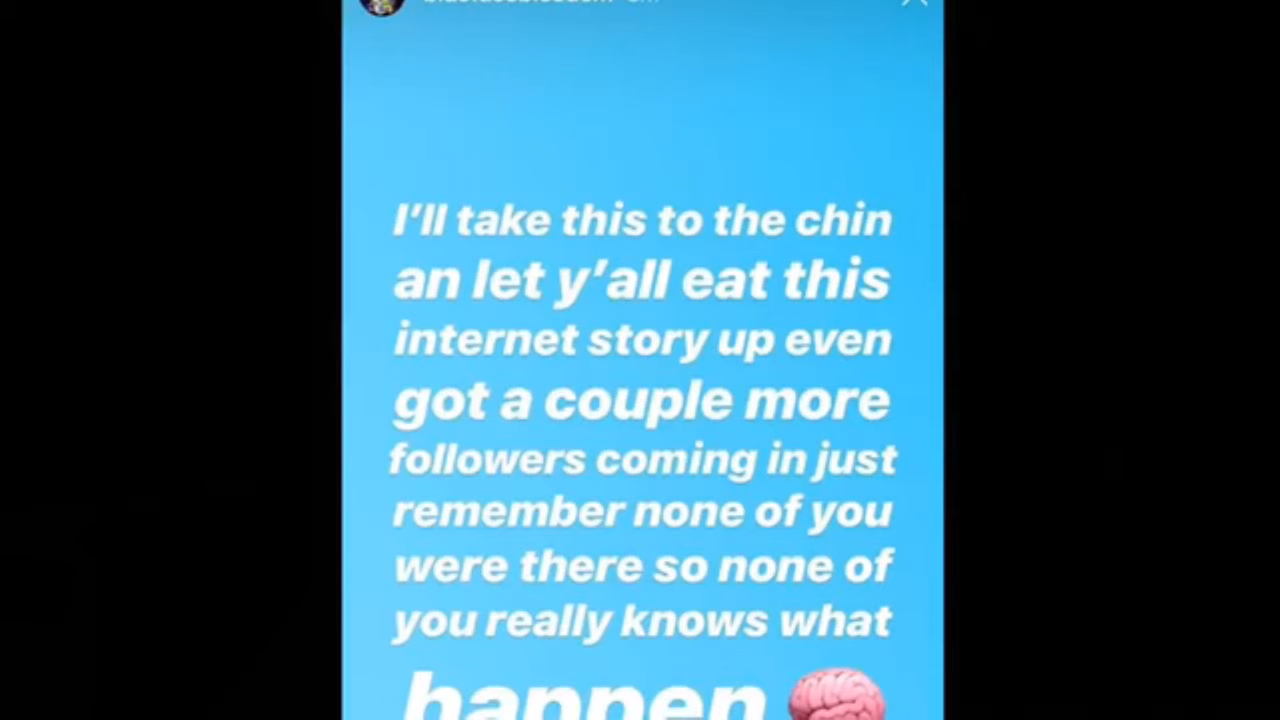 I'll take this to the chin
an let y'all eat this
internet story up even
got a couple more
followers coming in just
remember none of you
were there so none of
you really knows what
happen